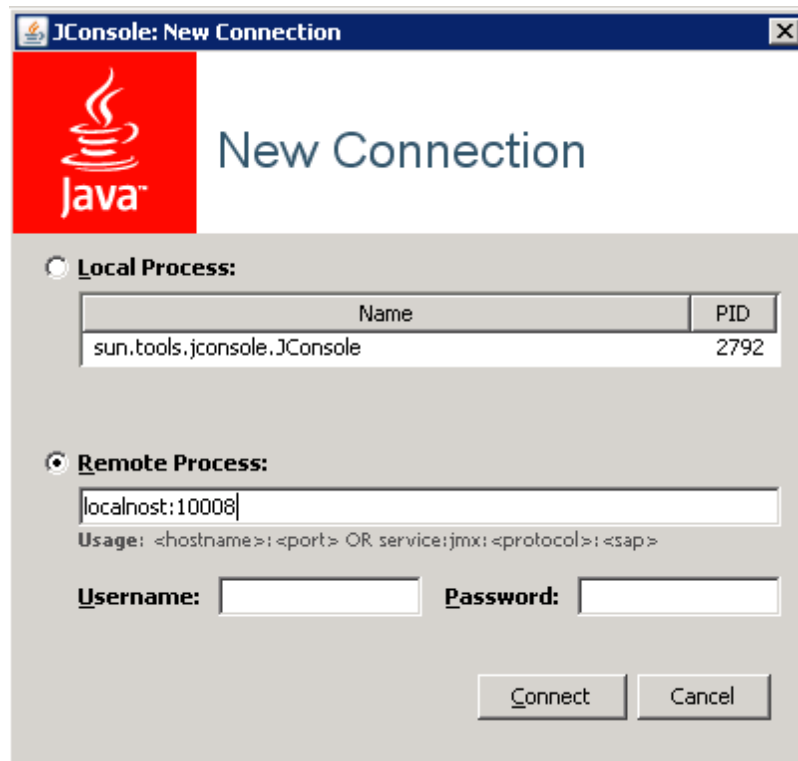 JConsole: New Connection
Java™
New Connection
Local Process:
Name PID
sun.tools.jconsole.JConsole 2792
Remote Process:
localnost:10008
Usage: <hostname>:<port> OR service:jmx:<protocol>:<sap>
Username: Password:
Connect Cancel